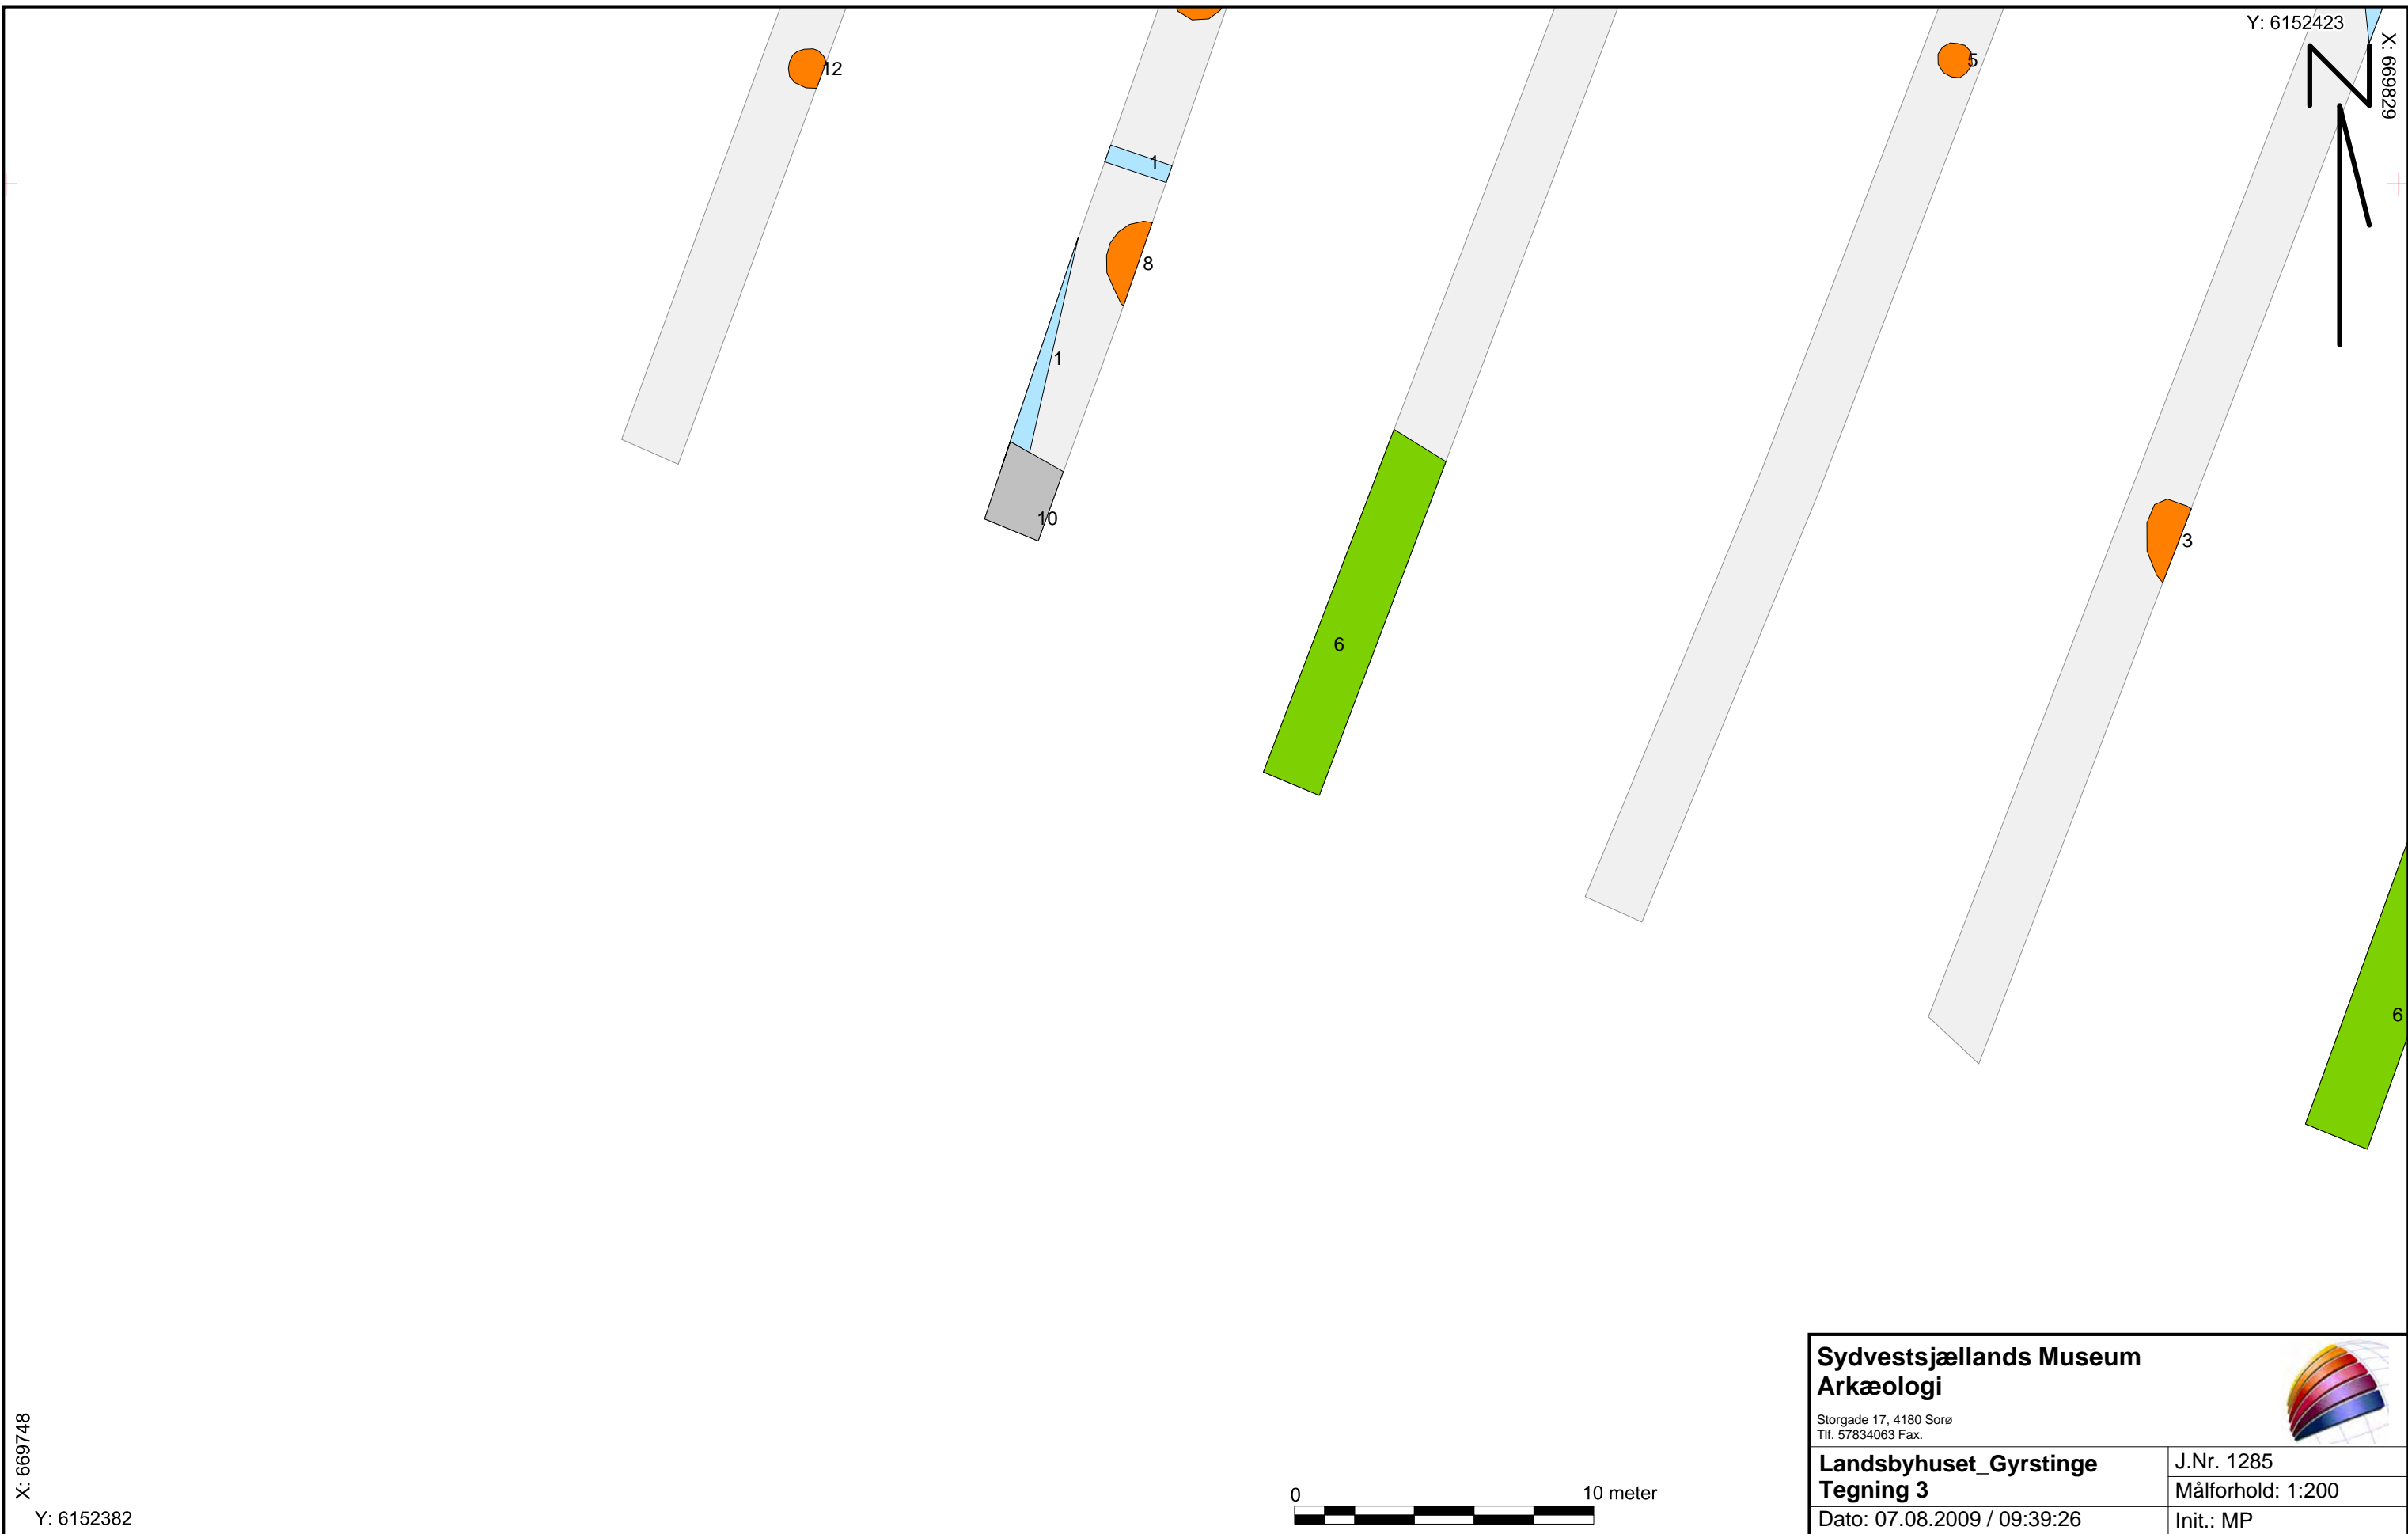 Y: 6152423
X: 669829
12
5
1
8
1
10
3
6
6
X: 669748
Y: 6152382
0
10 meter
Sydvestsjællands Museum
Arkæologi
Storgade 17, 4180 Sorø
Tlf. 57834063 Fax.
Landsbyhuset_Gyrstinge
Tegning 3
J.Nr. 1285
Målforhold: 1:200
Dato: 07.08.2009 / 09:39:26
Init.: MP